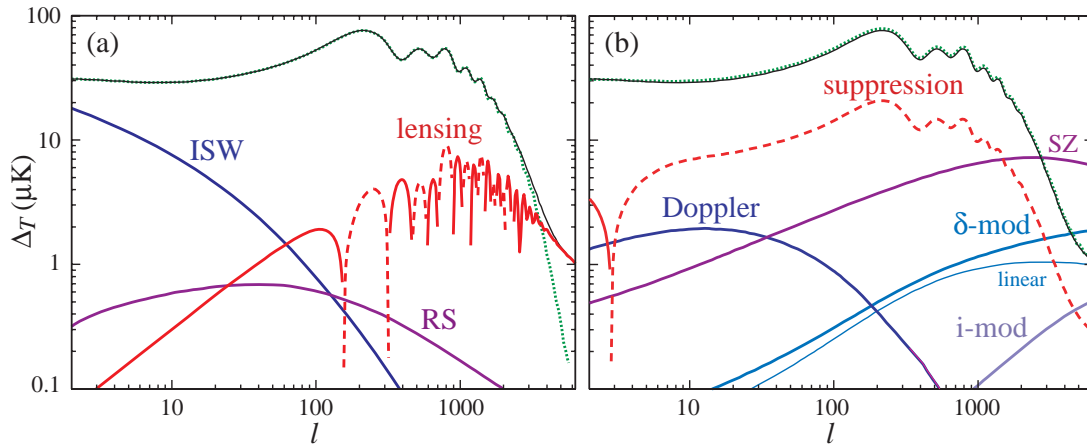 (a)
ISW
lensing
RS
Δ_T (μK)
100
10
1
0.1
10
100
1000
l
(b)
suppression
SZ
Doppler
δ-mod
linear
i-mod
10
100
1000
l